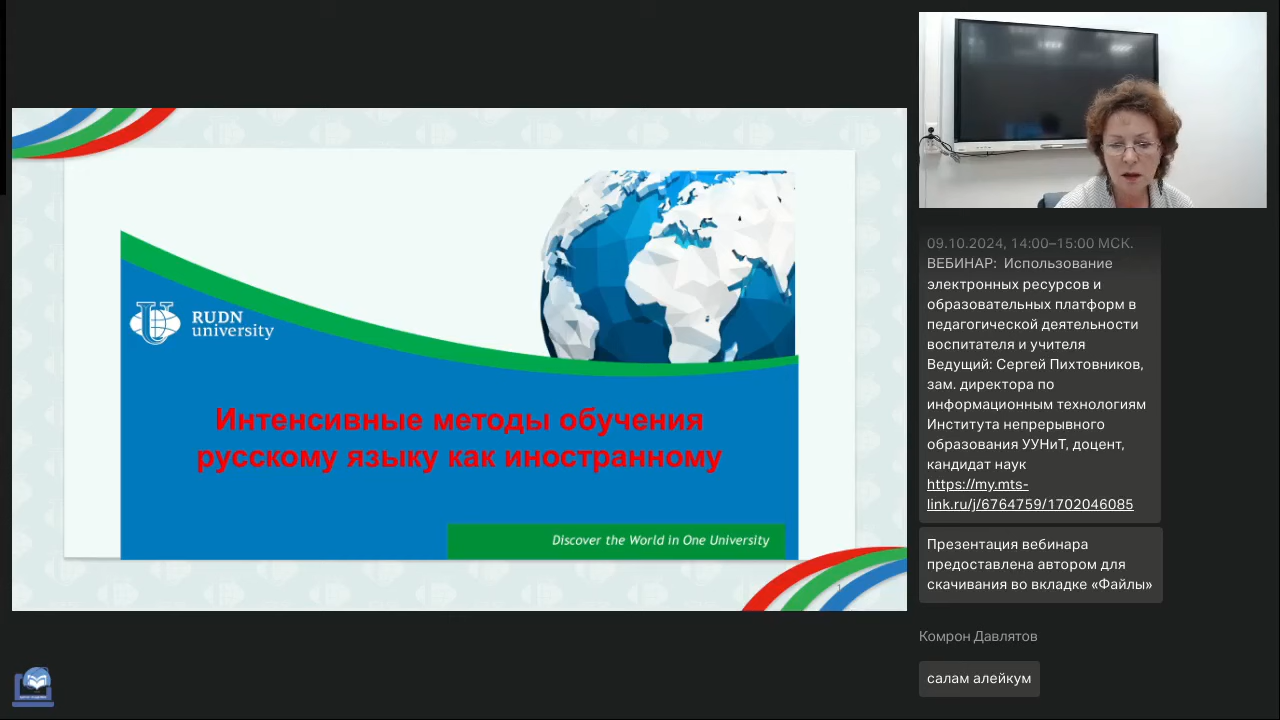 RUDN
university
Интенсивные методы обучения
русскому языку как иностранному
Discover the World in One University
09.10.2024, 14:00–15:00 МСК.
ВЕБИНАР:  Использование
электронных ресурсов и
образовательных платформ в
педагогической деятельности
воспитателя и учителя
Ведущий: Сергей Пихтовников,
зам. директора по
информационным технологиям
Института непрерывного
образования УУНиТ, доцент,
кандидат наук
https://my.mts-
link.ru/j/6764759/1702046085
Презентация вебинара
предоставлена автором для
скачивания во вкладке «Файлы»
Комрон Давлятов
салам алейкум